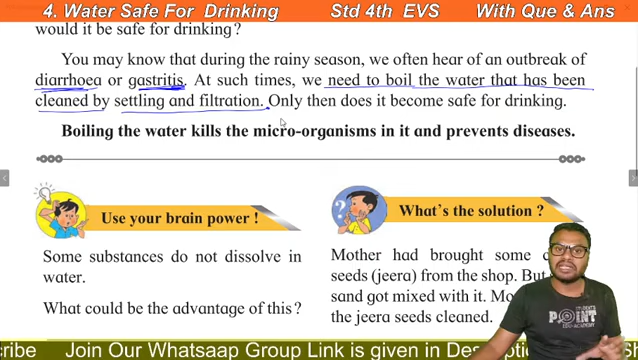 4. Water Safe For Drinking Std 4th EVS With Que & Ans
would it be safe for drinking?
You may know that during the rainy season, we often hear of an outbreak of
diarrhoea or gastritis. At such times, we need to boil the water that has been
cleaned by settling and filtration. Only then does it become safe for drinking.
Boiling the water kills the micro-organisms in it and prevents diseases.
Use your brain power !
Some substances do not dissolve in
water.
What could be the advantage of this?
What's the solution ?
Mother had brought some
seeds (jeera) from the shop. But
sand got mixed with it.
the jeera seeds cleaned.
STUDENTS
POINT
cribe Join Our Whatsaap Group Link is given in